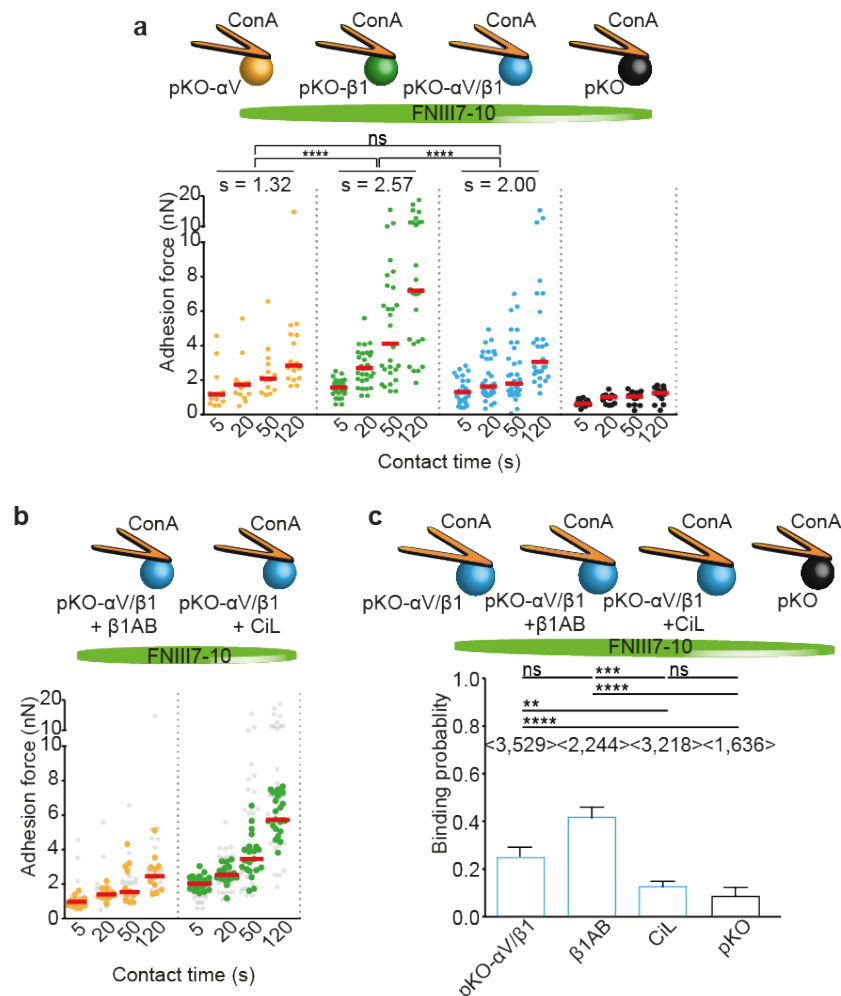 a
ConA ConA ConA ConA
pKO-αV pKO-β1 pKO-αV/β1 pKO
FNIII7-10
ns
**** ****
s = 1.32 s = 2.57 s = 2.00
Adhesion force (nN)
20
10
10
8
6
4
2
0
5 20 50 120 5 20 50 120 5 20 50 120 5 20 50 120
Contact time (s)
b
ConA ConA
pKO-αV/β1 pKO-αV/β1
+ β1AB + CiL
FNIII7-10
Adhesion force (nN)
20
10
10
8
6
4
2
0
5 20 50 120 5 20 50 120
Contact time (s)
c
ConA ConA ConA ConA
pKO-αV/β1 pKO-αV/β1 pKO-αV/β1 pKO
+β1AB +CiL
FNIII7-10
ns *** ns
****
**
****
<3,529> <2,244> <3,218> <1,636>
Binding probablity
1.0
0.8
0.6
0.4
0.2
0.0
pKO-αV/β1 β1AB CiL pKO